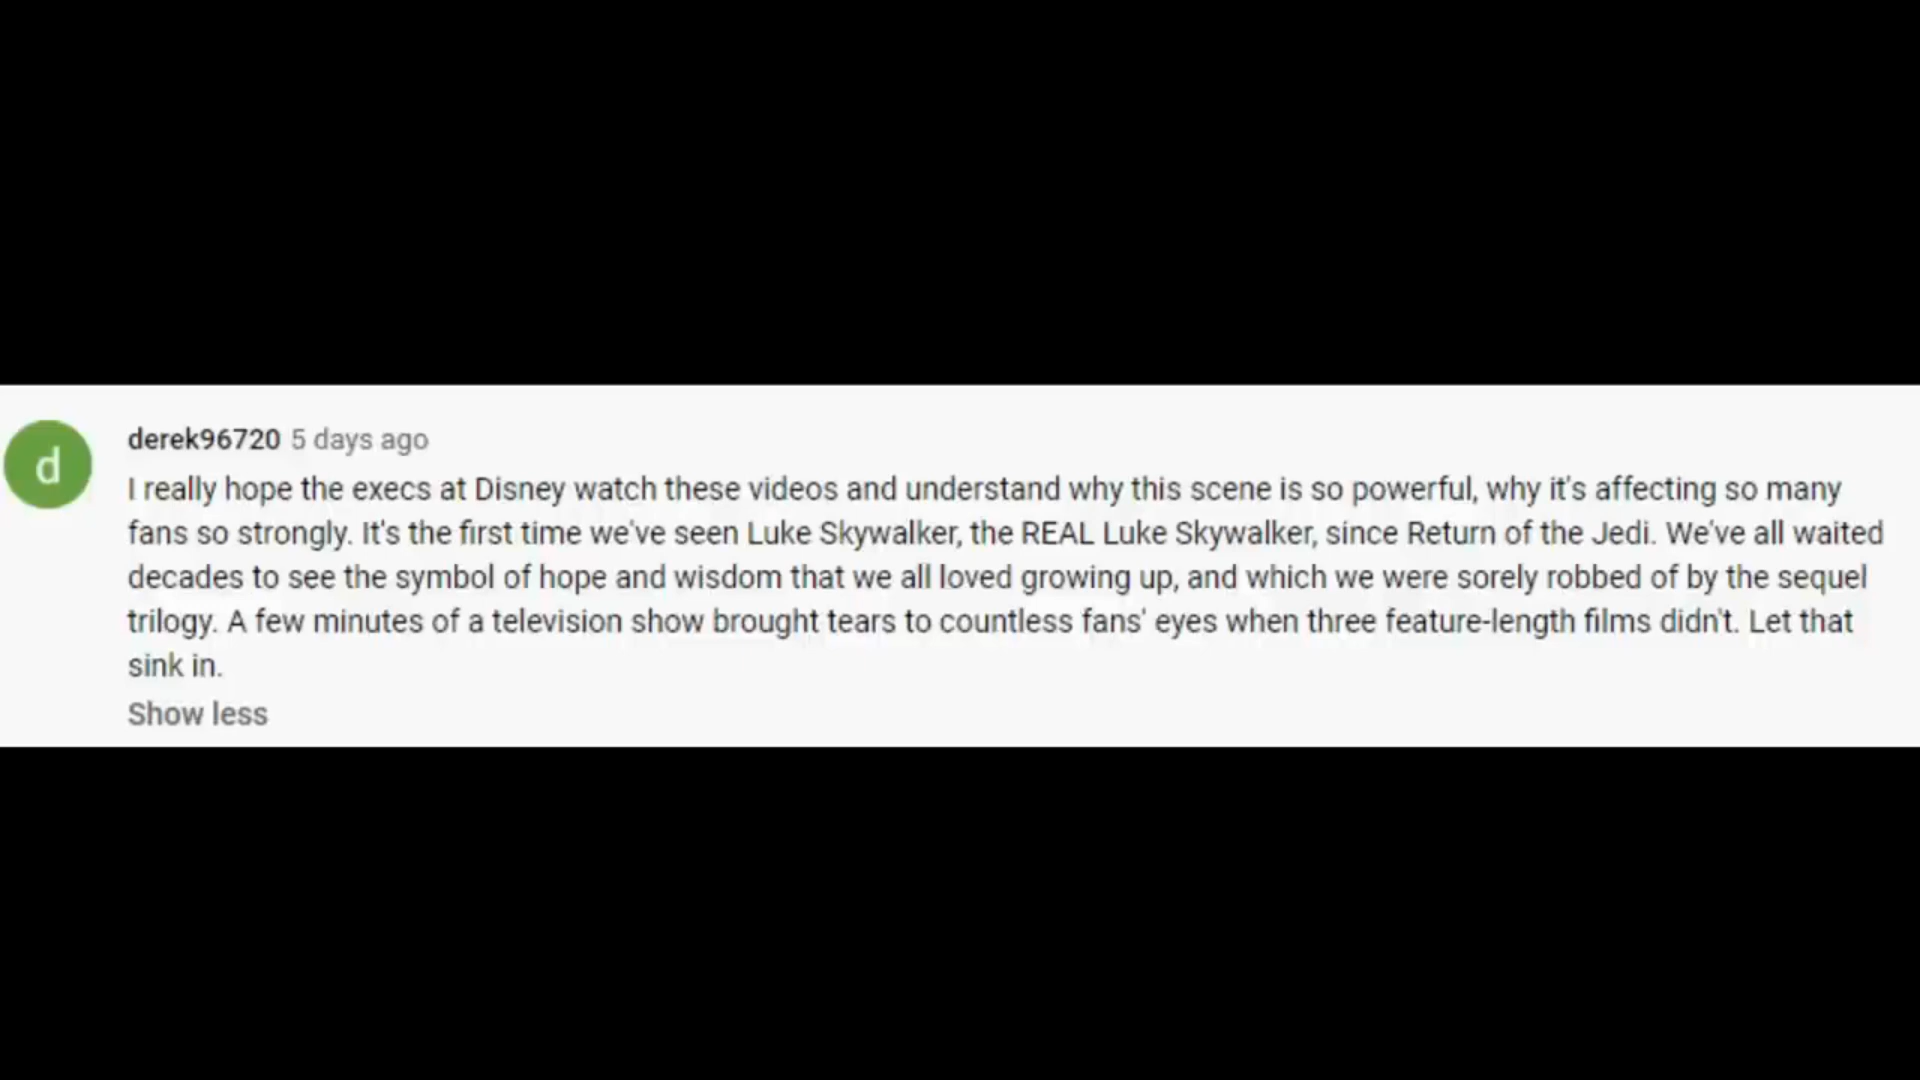 d
derek96720 5 days ago
I really hope the execs at Disney watch these videos and understand why this scene is so powerful, why it's affecting so many
fans so strongly. It's the first time we've seen Luke Skywalker, the REAL Luke Skywalker, since Return of the Jedi. We've all waited
decades to see the symbol of hope and wisdom that we all loved growing up, and which we were sorely robbed of by the sequel
trilogy. A few minutes of a television show brought tears to countless fans' eyes when three feature-length films didn't. Let that
sink in.
Show less